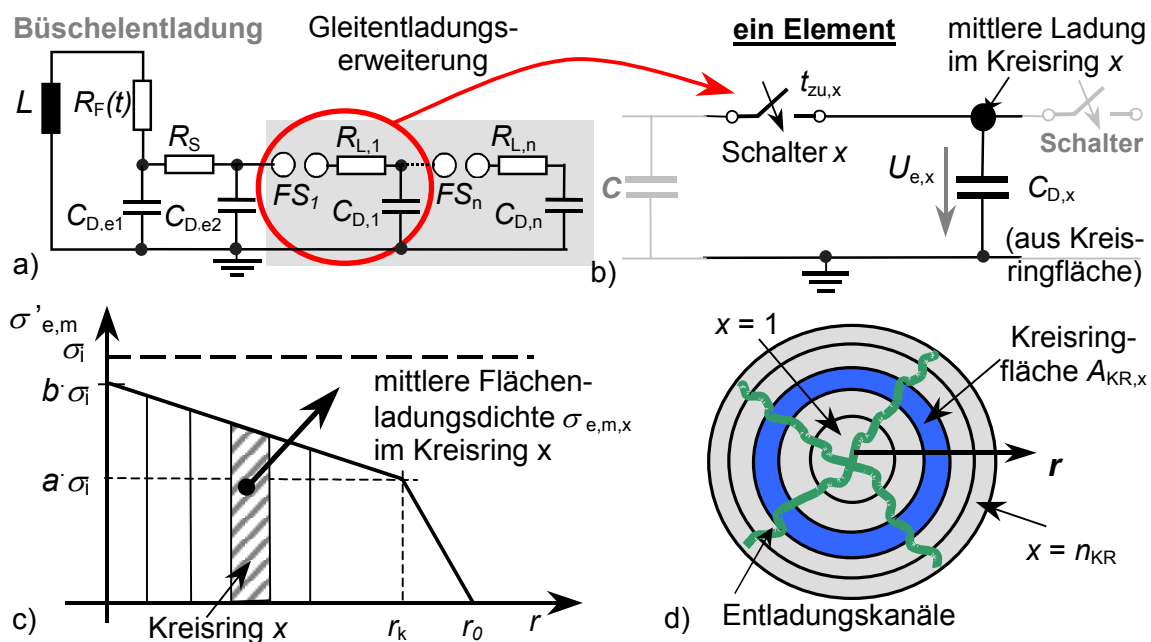 Büschelentladung
Gleitentladungs-
erweiterung
L
R_F(t)
R_S
R_L,1
R_L,n
FS_1
FS_n
C_D,e1
C_D,e2
C_D,1
C_D,n
a)
ein Element
mittlere Ladung
im Kreisring x
t_zu,x
Schalter x
Schalter
C
U_e,x
C_D,x
(aus Kreis-
ringfläche)
b)
σ'_e,m
σ_i
b·σ_i
a·σ_i
mittlere Flächen-
ladungsdichte σ_e,m,x
im Kreisring x
Kreisring x
r_k
r_0
r
c)
x = 1
Kreisring-
fläche A_KR,x
r
x = n_KR
Entladungskanäle
d)